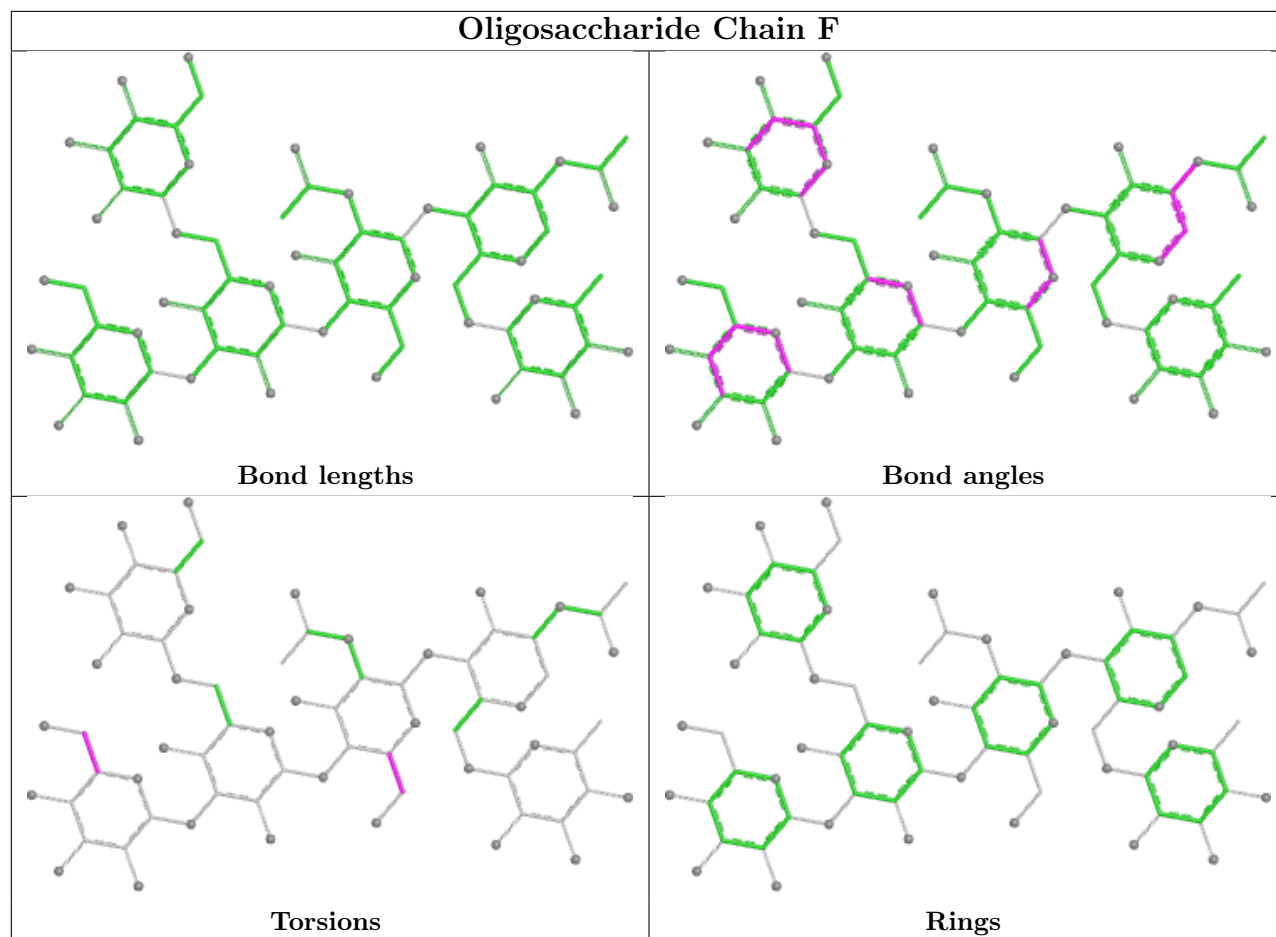 Oligosaccharide Chain F
Bond lengths
Bond angles
Torsions
Rings